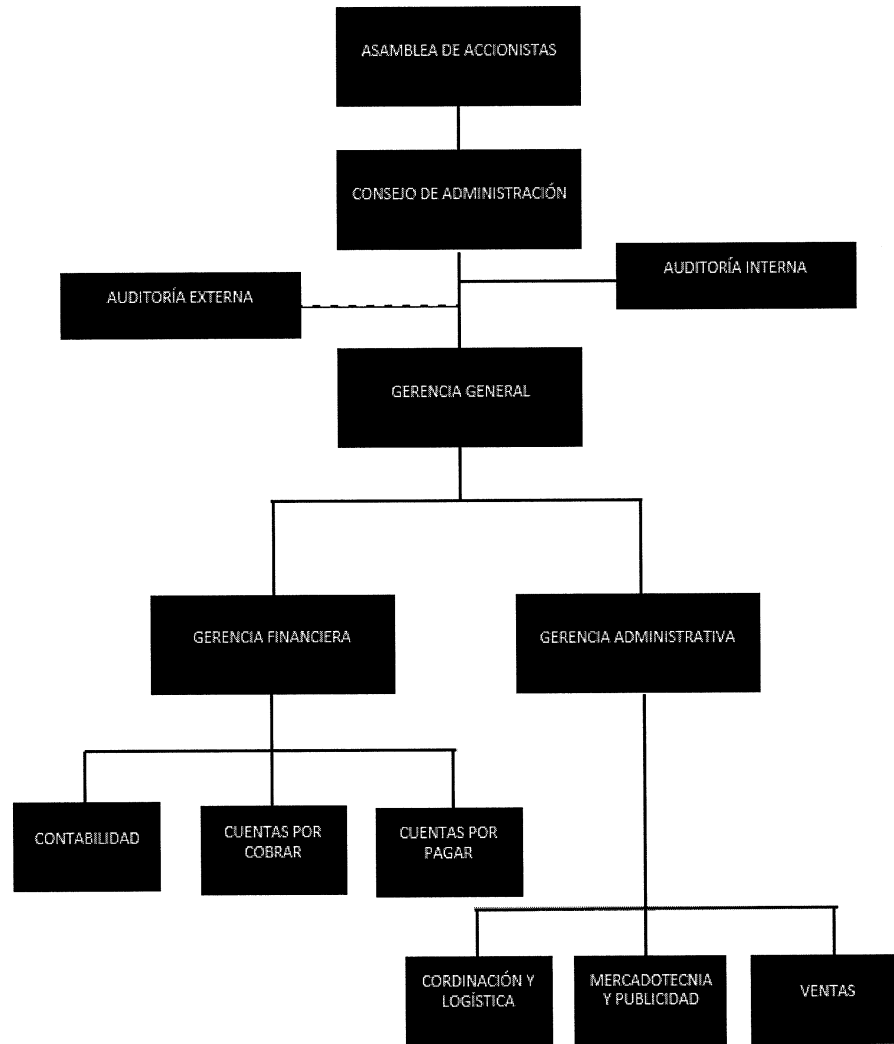 ASAMBLEA DE ACCIONISTAS
CONSEJO DE ADMINISTRACIÓN
AUDITORÍA INTERNA
AUDITORÍA EXTERNA
GERENCIA GENERAL
GERENCIA FINANCIERA
GERENCIA ADMINISTRATIVA
CONTABILIDAD
CUENTAS POR
COBRAR
CUENTAS POR
PAGAR
CORDINACIÓN Y
LOGÍSTICA
MERCADOTECNIA
Y PUBLICIDAD
VENTAS